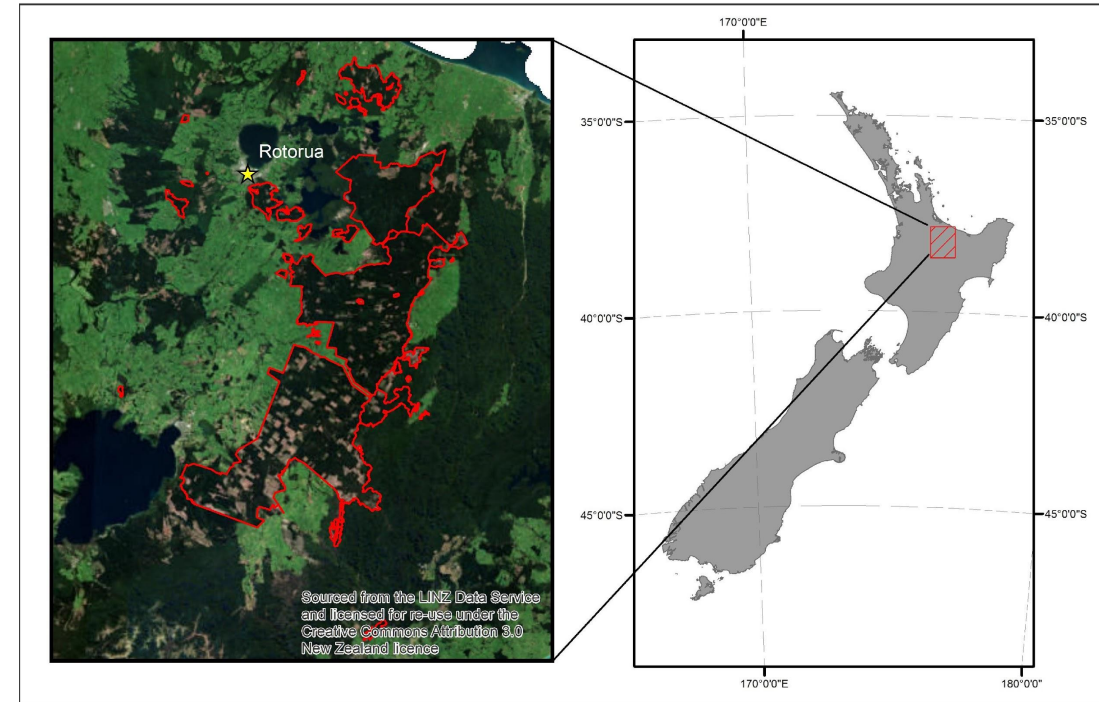 170°0'0"E
35°0'0"S
35°0'0"S
Rotorua
40°0'0"S
40°0'0"S
45°0'0"S
45°0'0"S
Sourced from the LINZ Data Service
and licensed for re-use under the
Creative Commons Attribution 3.0
New Zealand licence
170°0'0"E
180°0'0"